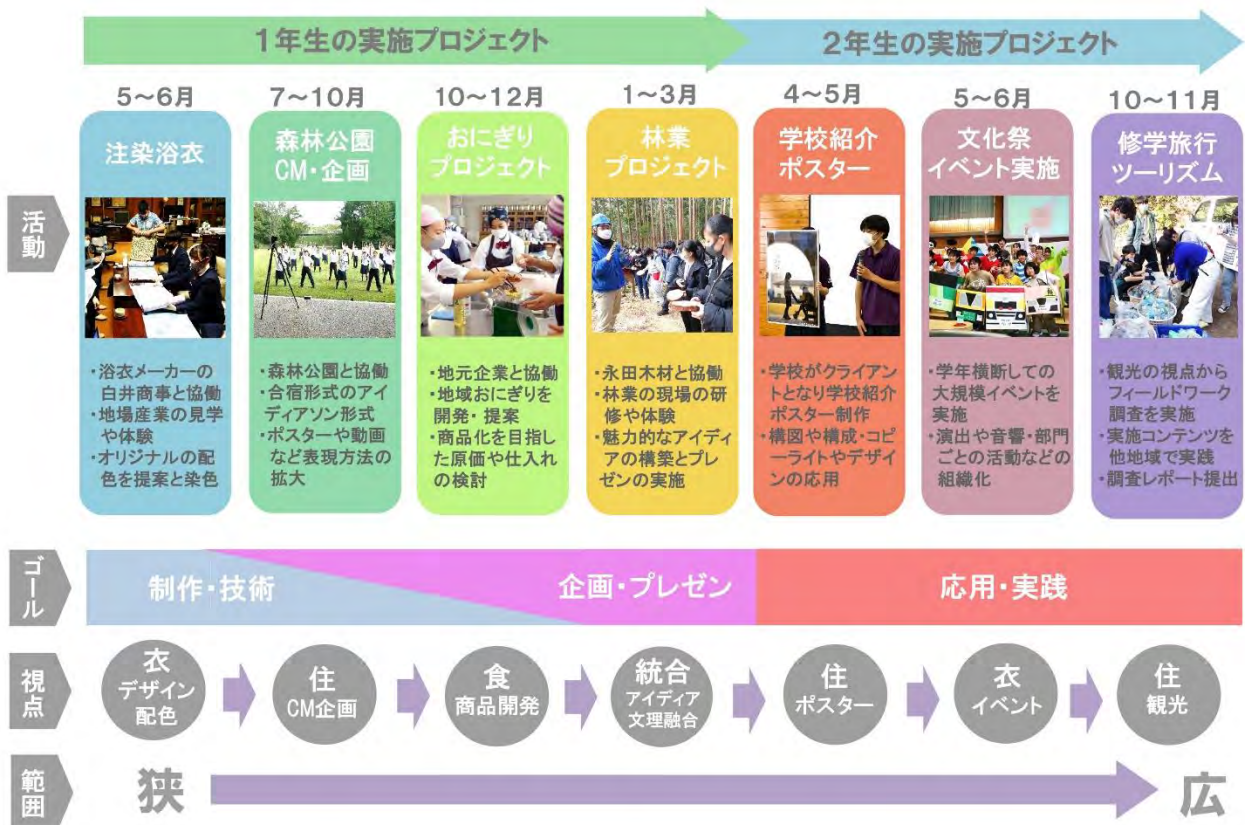 1年生の実施プロジェクト
2年生の実施プロジェクト
5～6月
7～10月
10～12月
1～3月
4～5月
5～6月
10～11月
活動
注染浴衣
森林公園
CM・企画
おにぎり
プロジェクト
林業
プロジェクト
学校紹介
ポスター
文化祭
イベント実施
修学旅行
ツーリズム
・浴衣メーカーの
白井商事と協働
・地場産業の見学
や体験
・オリジナルの配
色を提案と染色
・森林公園と協働
・合宿形式のアイ
ディアソン形式
・ポスターや動画
など表現方法の
拡大
・地元企業と協働
・地域おにぎりを
開発・提案
・商品化を目指し
た原価や仕入れ
の検討
・永田木材と協働
・林業の現場の研
修や体験
・魅力的なアイディ
アの構築とプレ
ゼンの実施
・学校がクライアン
トとなり学校紹介
ポスター制作
・構図や構成・コピ
ーライトやデザイ
ンの応用
・学年横断しての
大規模イベントを
実施
・演出や音響・部門
ごとの活動などの
組織化
・観光の視点から
フィールドワーク
調査を実施
・実施コンテンツを
他地域で実践
・調査レポート提出
ゴール
制作・技術
企画・プレゼン
応用・実践
視点
衣
デザイン
配色
住
CM企画
食
商品開発
統合
アイディア
文理融合
住
ポスター
衣
イベント
住
観光
範囲
狭
広